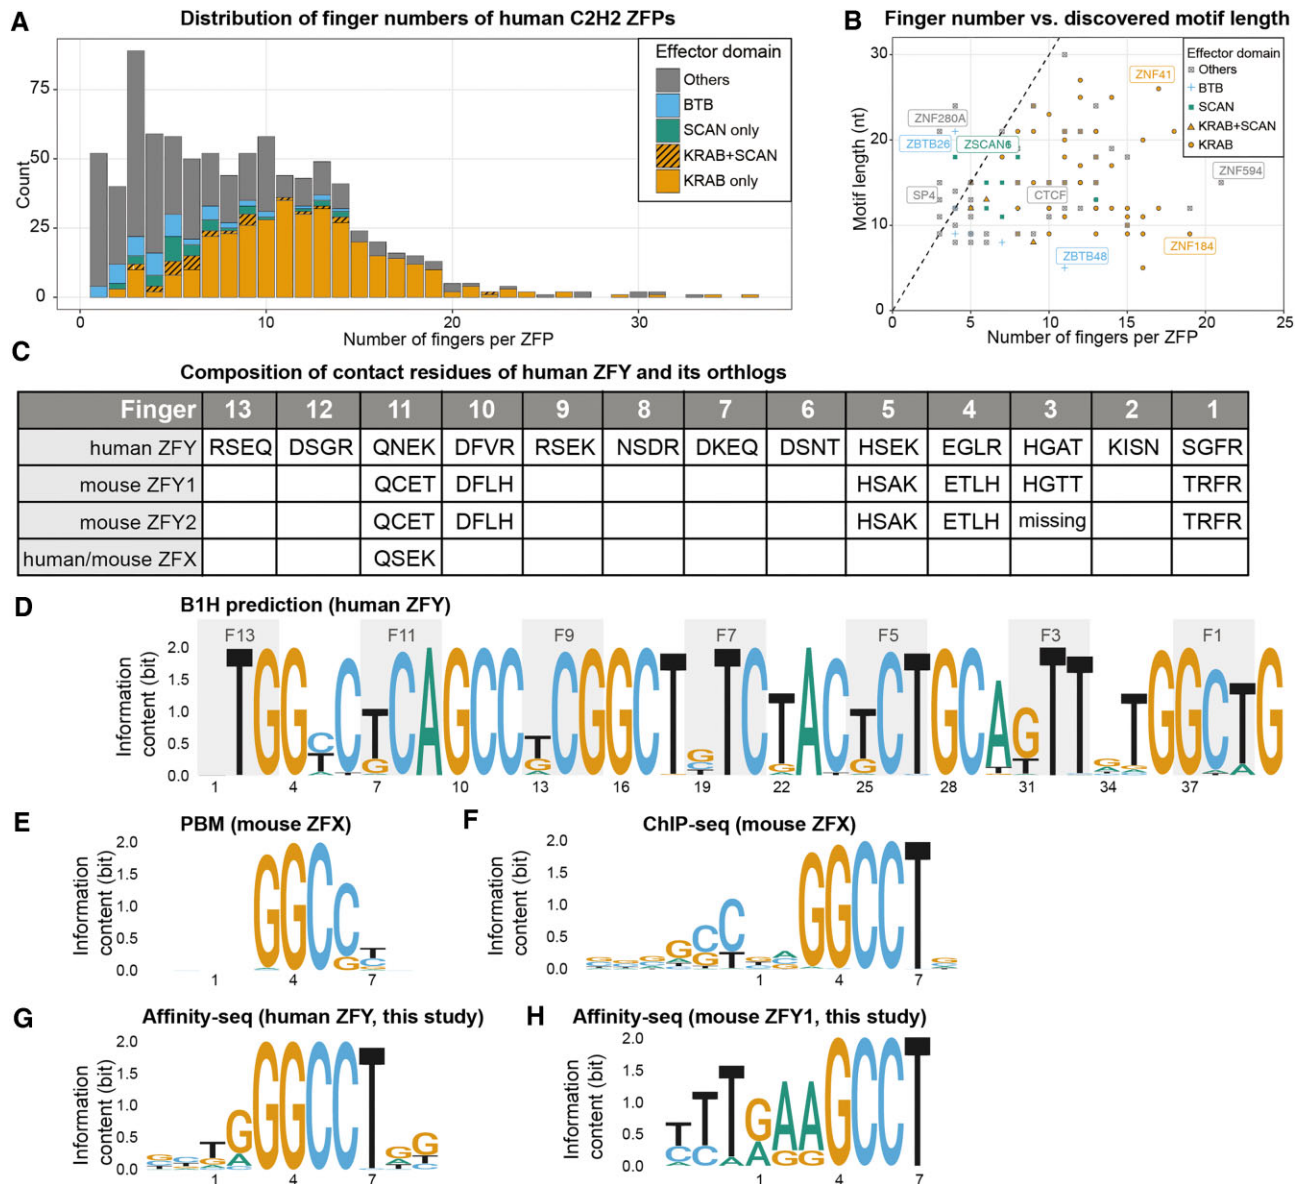 A
Distribution of finger numbers of human C2H2 ZFPs
Effector domain
Others
BTB
SCAN only
KRAB+SCAN
KRAB only
Count
75
50
25
0
0
10
20
30
Number of fingers per ZFP
B
Finger number vs. discovered motif length
Effector domain
Others
BTB
SCAN
KRAB+SCAN
KRAB
Motif length (nt)
30
20
10
0
ZNF41
ZNF280A
ZBTB26
ZSCAN6
SP4
CTCF
ZNF594
ZBTB48
ZNF184
0
5
10
15
20
25
Number of fingers per ZFP
C
Composition of contact residues of human ZFY and its orthlogs
Finger 13 12 11 10 9 8 7 6 5 4 3 2 1
human ZFY RSEQ DSGR QNEK DFVR RSEK NSDR DKEQ DSNT HSEK EGLR HGAT KISN SGFR
mouse ZFY1 QCET DFLH HSAK ETLH HGTT TRFR
mouse ZFY2 QCET DFLH HSAK ETLH missing TRFR
human/mouse ZFX QSEK
D
B1H prediction (human ZFY)
F13 F11 F9 F7 F5 F3 F1
Information
content (bit)
2.0
1.5
1.0
0.5
0.0
1 4 7 10 13 16 19 22 25 28 31 34 37
E
PBM (mouse ZFX)
Information
content (bit)
2.0
1.5
1.0
0.5
0.0
1 4 7
F
ChIP-seq (mouse ZFX)
Information
content (bit)
2.0
1.5
1.0
0.5
0.0
1 4 7
G
Affinity-seq (human ZFY, this study)
Information
content (bit)
2.0
1.5
1.0
0.5
0.0
1 4 7
H
Affinity-seq (mouse ZFY1, this study)
Information
content (bit)
2.0
1.5
1.0
0.5
0.0
1 4 7